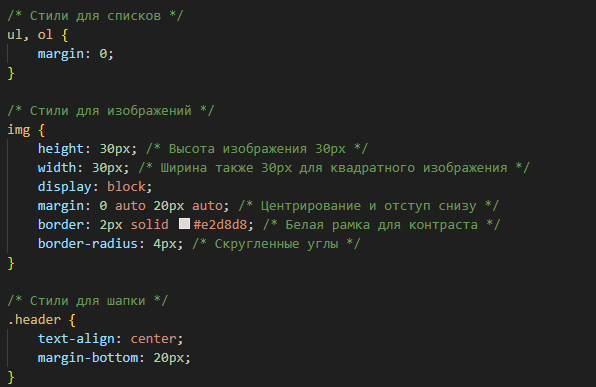 /* Стили для списков */
ul, ol {
    margin: 0;
}

/* Стили для изображений */
img {
    height: 30px; /* Высота изображения 30px */
    width: 30px; /* Ширина также 30px для квадратного изображения */
    display: block;
    margin: 0 auto 20px auto; /* Центрирование и отступ снизу */
    border: 2px solid #e2d8d8; /* Белая рамка для контраста */
    border-radius: 4px; /* Скругленные углы */
}

/* Стили для шапки */
.header {
    text-align: center;
    margin-bottom: 20px;
}